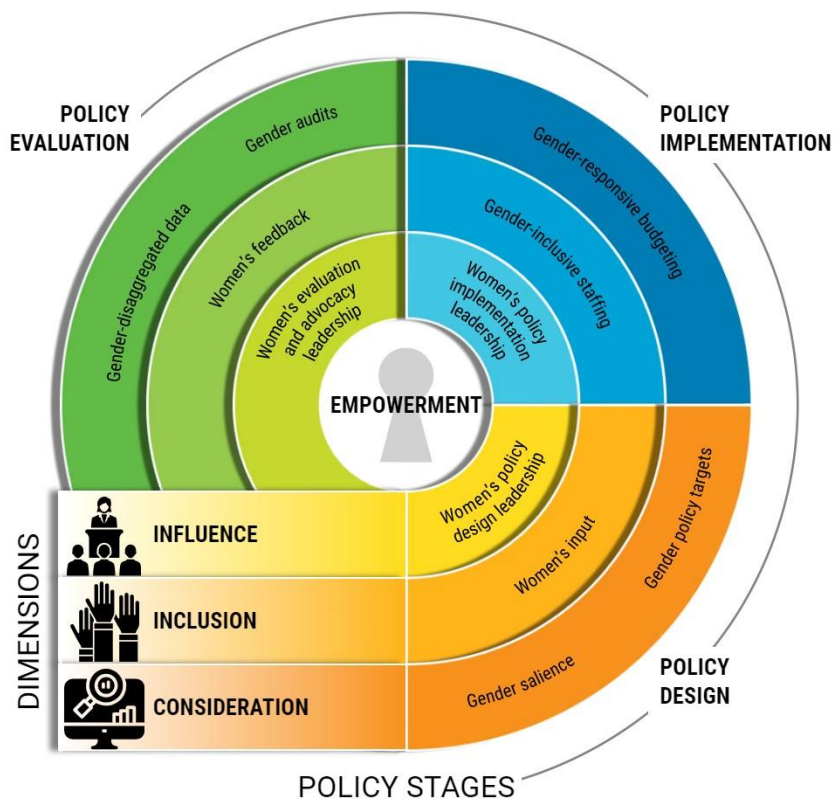 POLICY
EVALUATION
POLICY
IMPLEMENTATION
Gender audits
Gender-disaggregated data
Women's feedback
Women's evaluation
and advocacy
leadership
Gender-responsive budgeting
Gender-inclusive staffing
Women's policy
implementation
leadership
EMPOWERMENT
Women's policy
design leadership
Women's input
Gender policy targets
Gender salience
DIMENSIONS
INFLUENCE
INCLUSION
CONSIDERATION
POLICY
DESIGN
POLICY STAGES